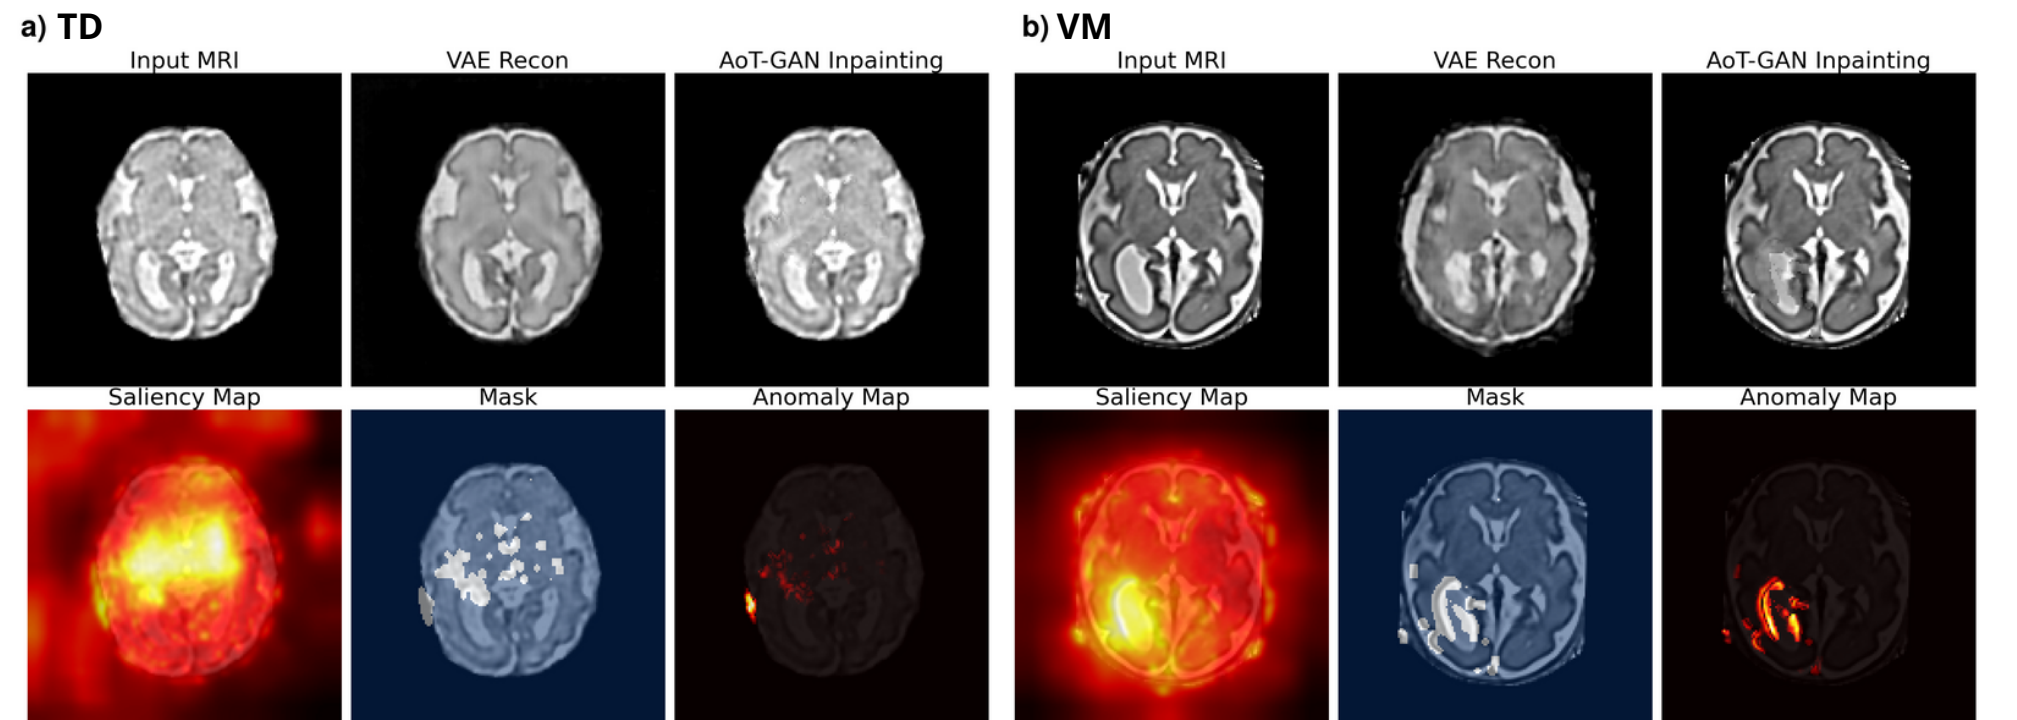 a) TD
Input MRI
VAE Recon
AoT-GAN Inpainting
Saliency Map
Mask
Anomaly Map
b) VM
Input MRI
VAE Recon
AoT-GAN Inpainting
Saliency Map
Mask
Anomaly Map